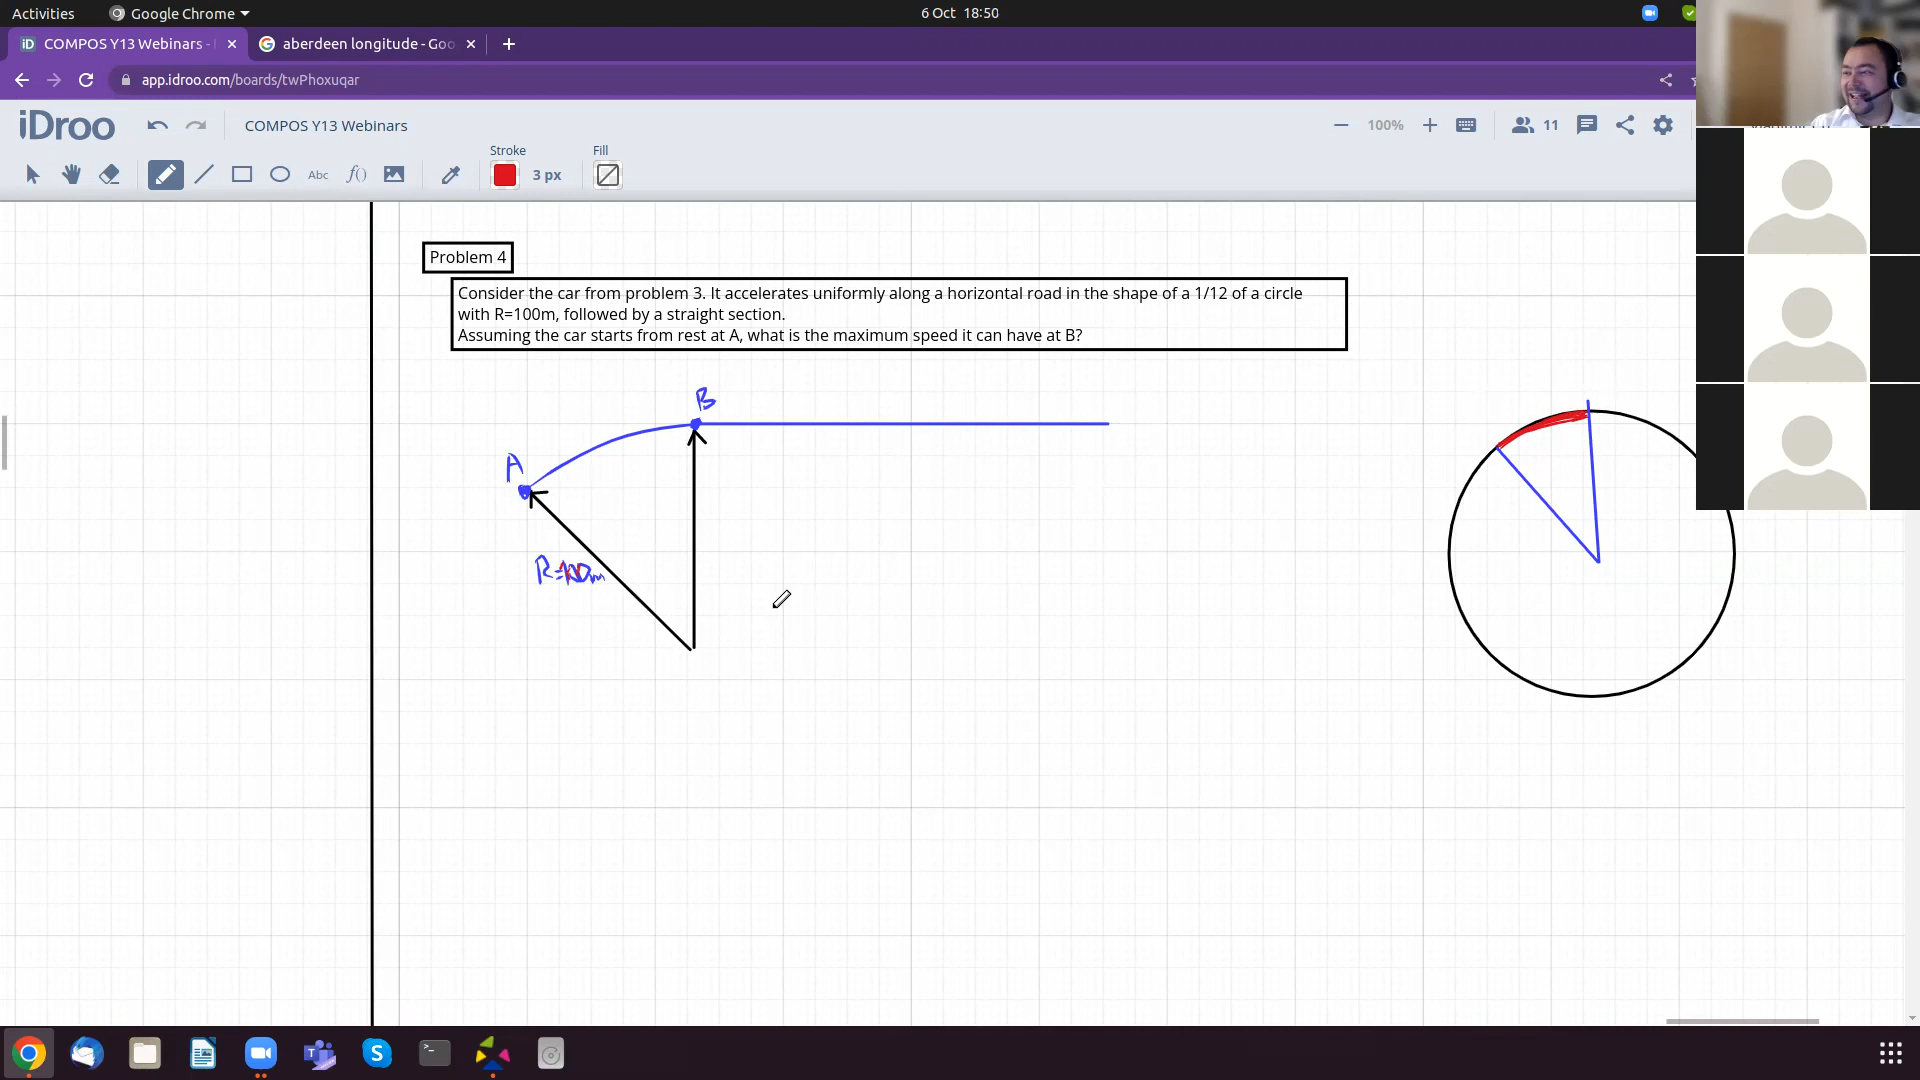 Activities
Google Chrome
6 Oct 18:50
COMPOS Y13 Webinars -
aberdeen longitude - Goo
app.idroo.com/boards/twPhoxuqar
iDroo
COMPOS Y13 Webinars
100%
11
Stroke
Fill
Abc
f()
3 px
Problem 4
Consider the car from problem 3. It accelerates uniformly along a horizontal road in the shape of a 1/12 of a circle
with R=100m, followed by a straight section.
Assuming the car starts from rest at A, what is the maximum speed it can have at B?
B
A
R=100m